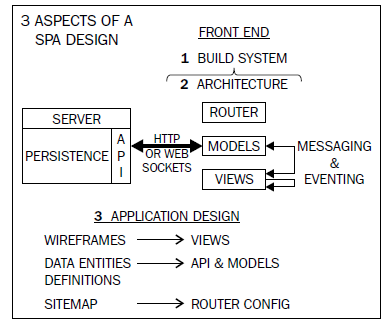 3 ASPECTS OF A
SPA DESIGN
FRONT END
1 BUILD SYSTEM
2 ARCHITECTURE
ROUTER
SERVER
PERSISTENCE
A
P
I
HTTP
OR WEB
SOCKETS
MODELS
VIEWS
MESSAGING
&
EVENTING
3 APPLICATION DESIGN
WIREFRAMES
VIEWS
DATA ENTITIES
DEFINITIONS
API & MODELS
SITEMAP
ROUTER CONFIG